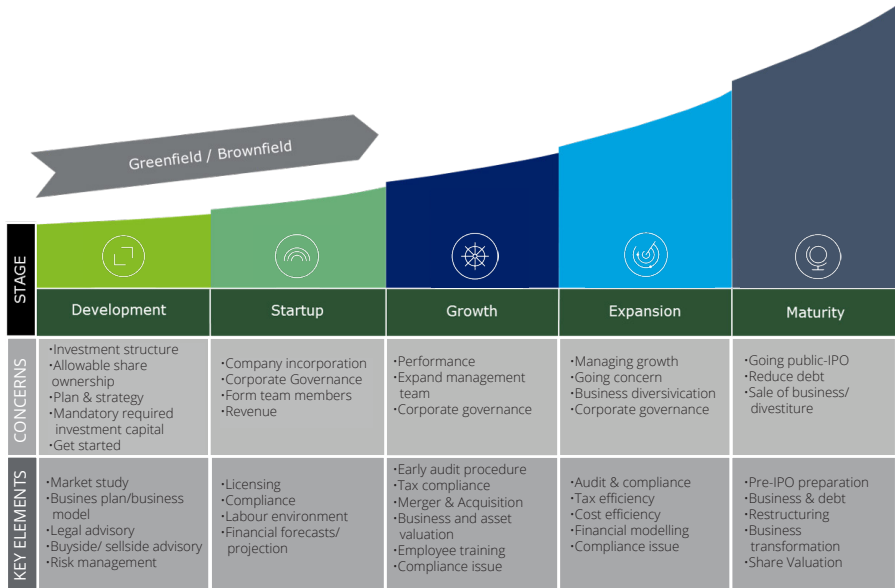 Greenfield / Brownfield
STAGE
Development
Startup
Growth
Expansion
Maturity
CONCERNS
•Investment structure
•Allowable share
ownership
•Plan & strategy
•Mandatory required
investment capital
•Get started
•Company incorporation
•Corporate Governance
•Form team members
•Revenue
•Performance
•Expand management
team
•Corporate governance
•Managing growth
•Going concern
•Business diversivication
•Corporate governance
•Going public-IPO
•Reduce debt
•Sale of business/
divestiture
KEY ELEMENTS
•Market study
•Busines plan/business
model
•Legal advisory
•Buyside/ sellside advisory
•Risk management
•Licensing
•Compliance
•Labour environment
•Financial forecasts/
projection
•Early audit procedure
•Tax compliance
•Merger & Acquisition
•Business and asset
valuation
•Employee training
•Compliance issue
•Audit & compliance
•Tax efficiency
•Cost efficiency
•Financial modelling
•Compliance issue
•Pre-IPO preparation
•Business & debt
•Restructuring
•Business
transformation
•Share Valuation